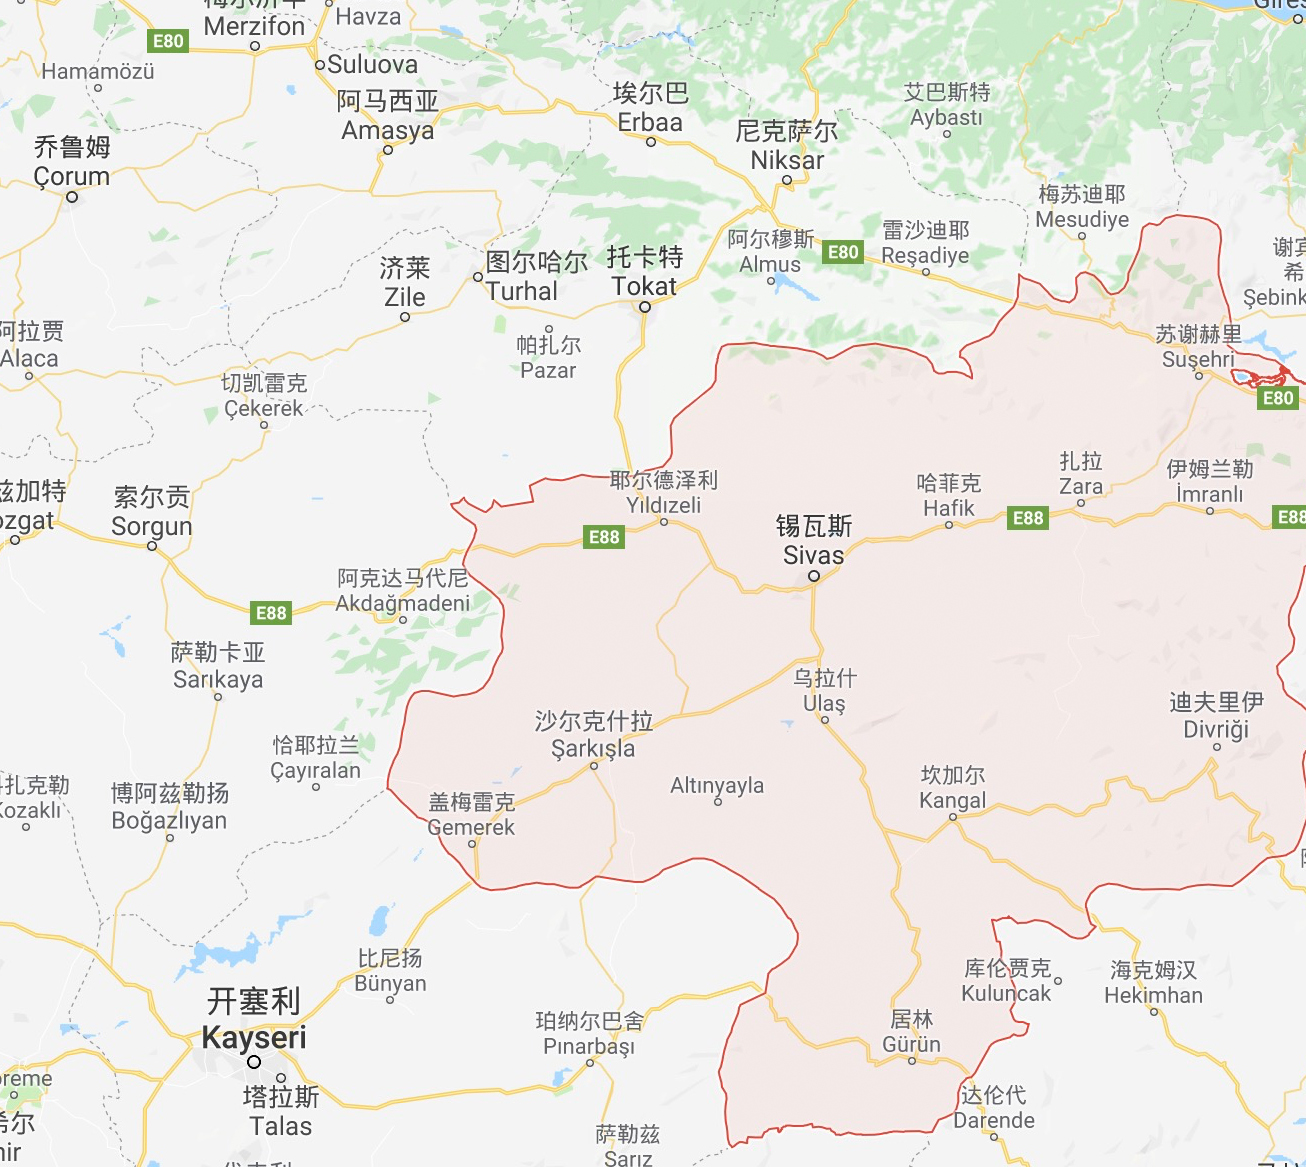 Merzifon
Havza
E80
Hamamözü
Suluova
阿马西亚
Amasya
埃尔巴
Erbaa
艾巴斯特
Aybastı
尼克萨尔
Niksar
乔鲁姆
Çorum
梅苏迪耶
Mesudiye
阿尔穆斯
Almus
E80
雷沙迪耶
Reşadiye
济莱
Zile
图尔哈尔
Turhal
托卡特
Tokat
阿拉贾
Alaca
帕扎尔
Pazar
苏谢赫里
Suşehri
切凯雷克
Çekerek
E80
耶尔德泽利
Yıldızeli
哈菲克
Hafik
扎拉
Zara
伊姆兰勒
İmranlı
索尔贡
Sorgun
锡瓦斯
Sivas
E88
E88
E88
阿克达马代尼
Akdağmadeni
E88
萨勒卡亚
Sarıkaya
乌拉什
Ulaş
迪夫里伊
Divriği
沙尔克什拉
Şarkışla
恰耶拉兰
Çayıralan
Altınyayla
坎加尔
Kangal
博阿兹勒扬
Boğazlıyan
盖梅雷克
Gemerek
比尼扬
Bünyan
库伦贾克
Kuluncak
海克姆汉
Hekimhan
开塞利
Kayseri
珀纳尔巴舍
Pınarbaşı
居林
Gürün
塔拉斯
Talas
达伦代
Darende
萨勒兹
Sarız